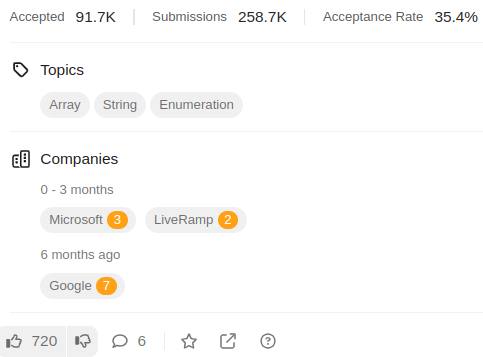 Accepted 91.7K Submissions 258.7K Acceptance Rate 35.4%
Topics
Array String Enumeration
Companies
0 - 3 months
Microsoft 3 LiveRamp 2
6 months ago
Google 7
720 6